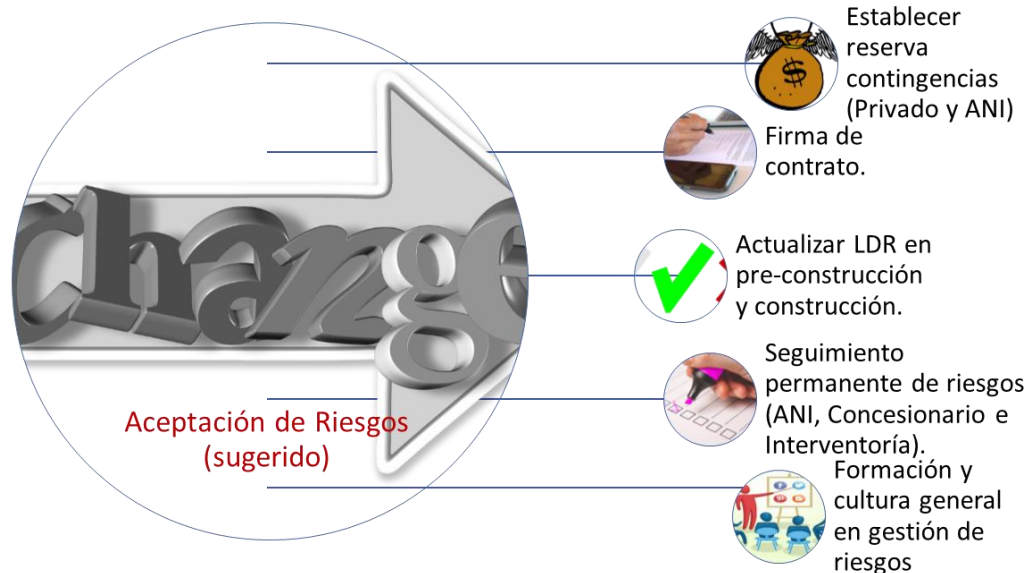 Change
Aceptación de Riesgos
(sugerido)
Establecer
reserva
contingencias
(Privado y ANI)
$
Firma de
contrato.
Actualizar LDR en
pre-construcción
y construcción.
Seguimiento
permanente de riesgos
(ANI, Concesionario e
Interventoría).
Formación y
cultura general
en gestión de
riesgos